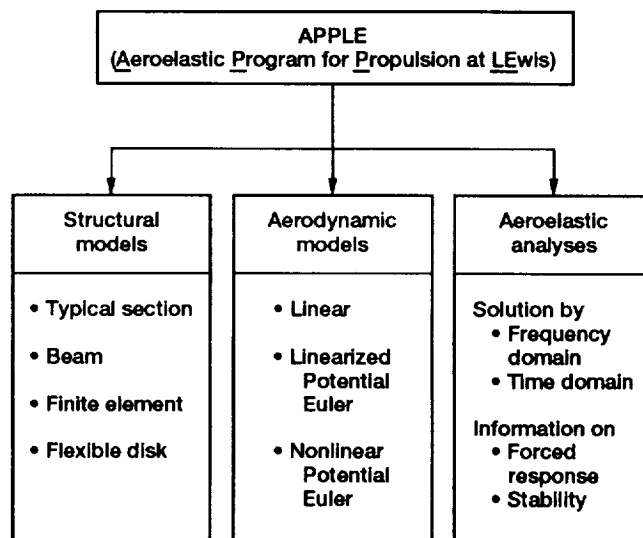 APPLE
(Aeroelastic Program for Propulsion at LEwis)
Structural
models
• Typical section
• Beam
• Finite element
• Flexible disk
Aerodynamic
models
• Linear
• Linearized
Potential
Euler
• Nonlinear
Potential
Euler
Aeroelastic
analyses
Solution by
• Frequency
domain
• Time domain
Information on
• Forced
response
• Stability